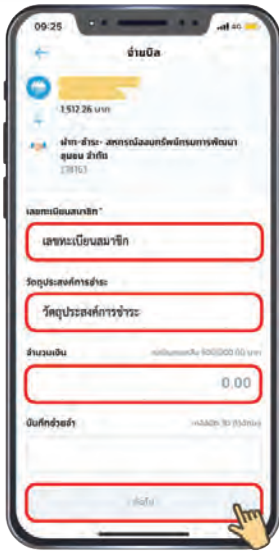 09:25
4G
จ่ายบิล
1,512.26 บาท
ฝาก-ชำระ- สหกรณ์ออมทรัพย์กรมการพัฒนา
ชุมชน จำกัด
เลขทะเบียนสมาชิก*
เลขทะเบียนสมาชิก
วัตถุประสงค์การชำระ
วัตถุประสงค์การชำระ
จำนวนเงิน
0.00
บันทึกช่วยจำ
ต่อไป